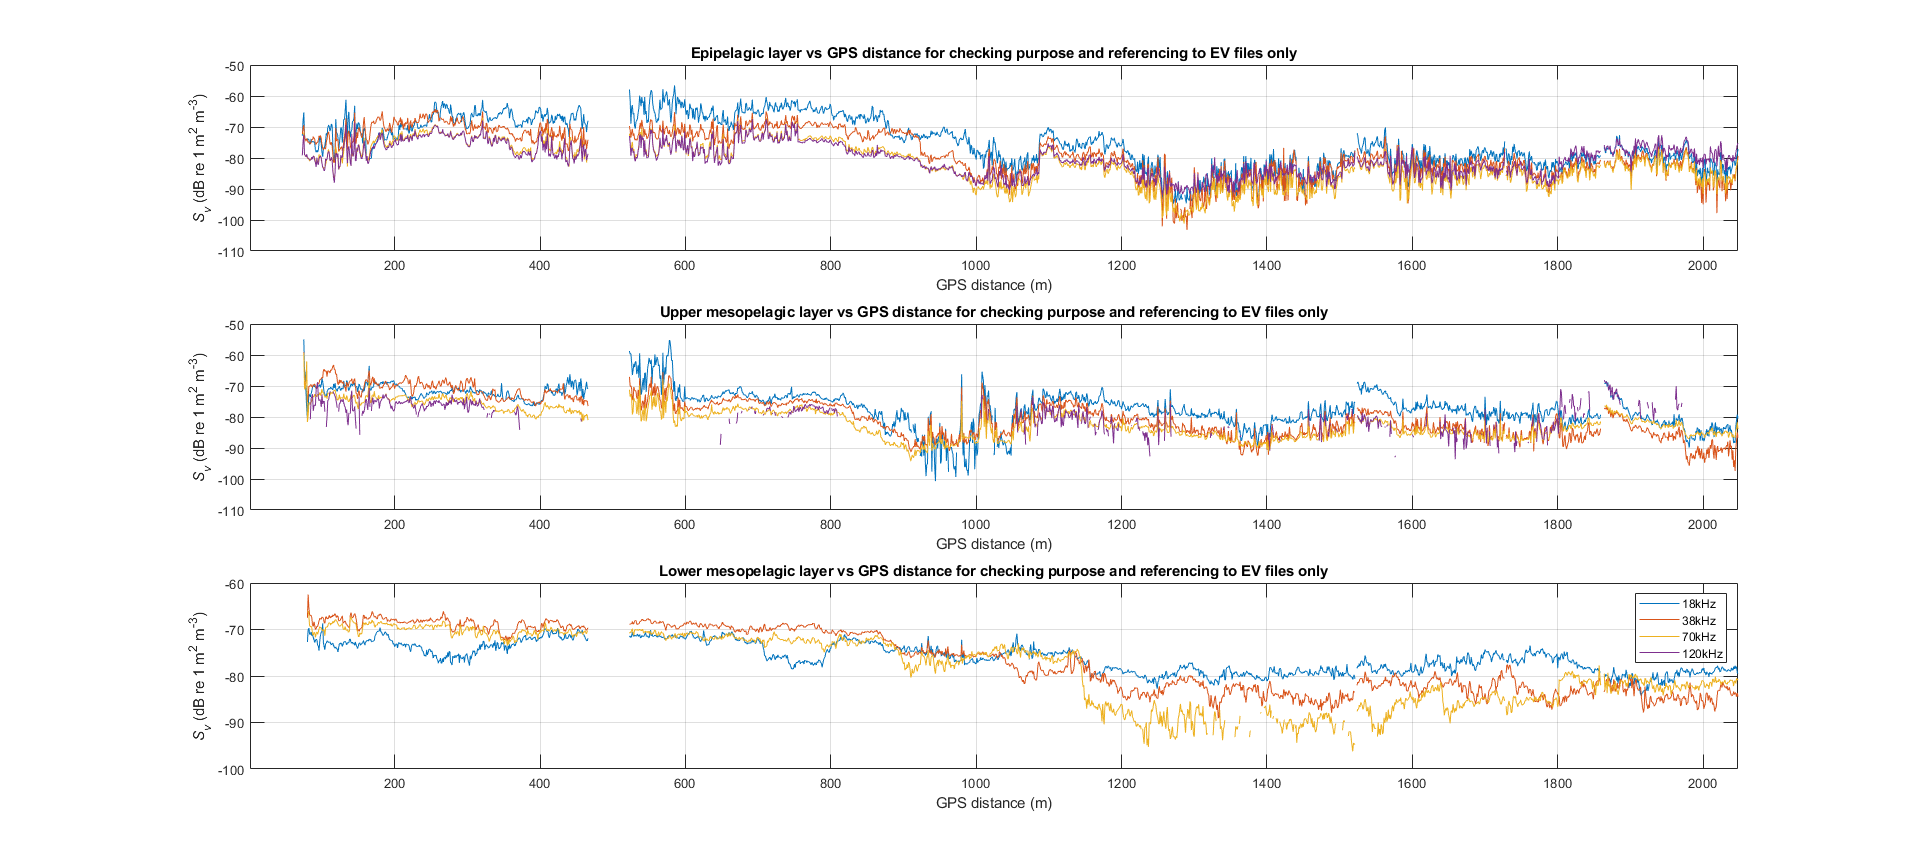 Epipelagic layer vs GPS distance for checking purpose and referencing to EV files only
-50
-60
-70
-80
-90
-100
-110
S_v (dB re 1 m^2 m^-3)
200 400 600 800 1000 1200 1400 1600 1800 2000
GPS distance (m)
Upper mesopelagic layer vs GPS distance for checking purpose and referencing to EV files only
-50
-60
-70
-80
-90
-100
-110
S_v (dB re 1 m^2 m^-3)
200 400 600 800 1000 1200 1400 1600 1800 2000
GPS distance (m)
Lower mesopelagic layer vs GPS distance for checking purpose and referencing to EV files only
-60
-70
-80
-90
-100
S_v (dB re 1 m^2 m^-3)
18kHz
38kHz
70kHz
120kHz
200 400 600 800 1000 1200 1400 1600 1800 2000
GPS distance (m)